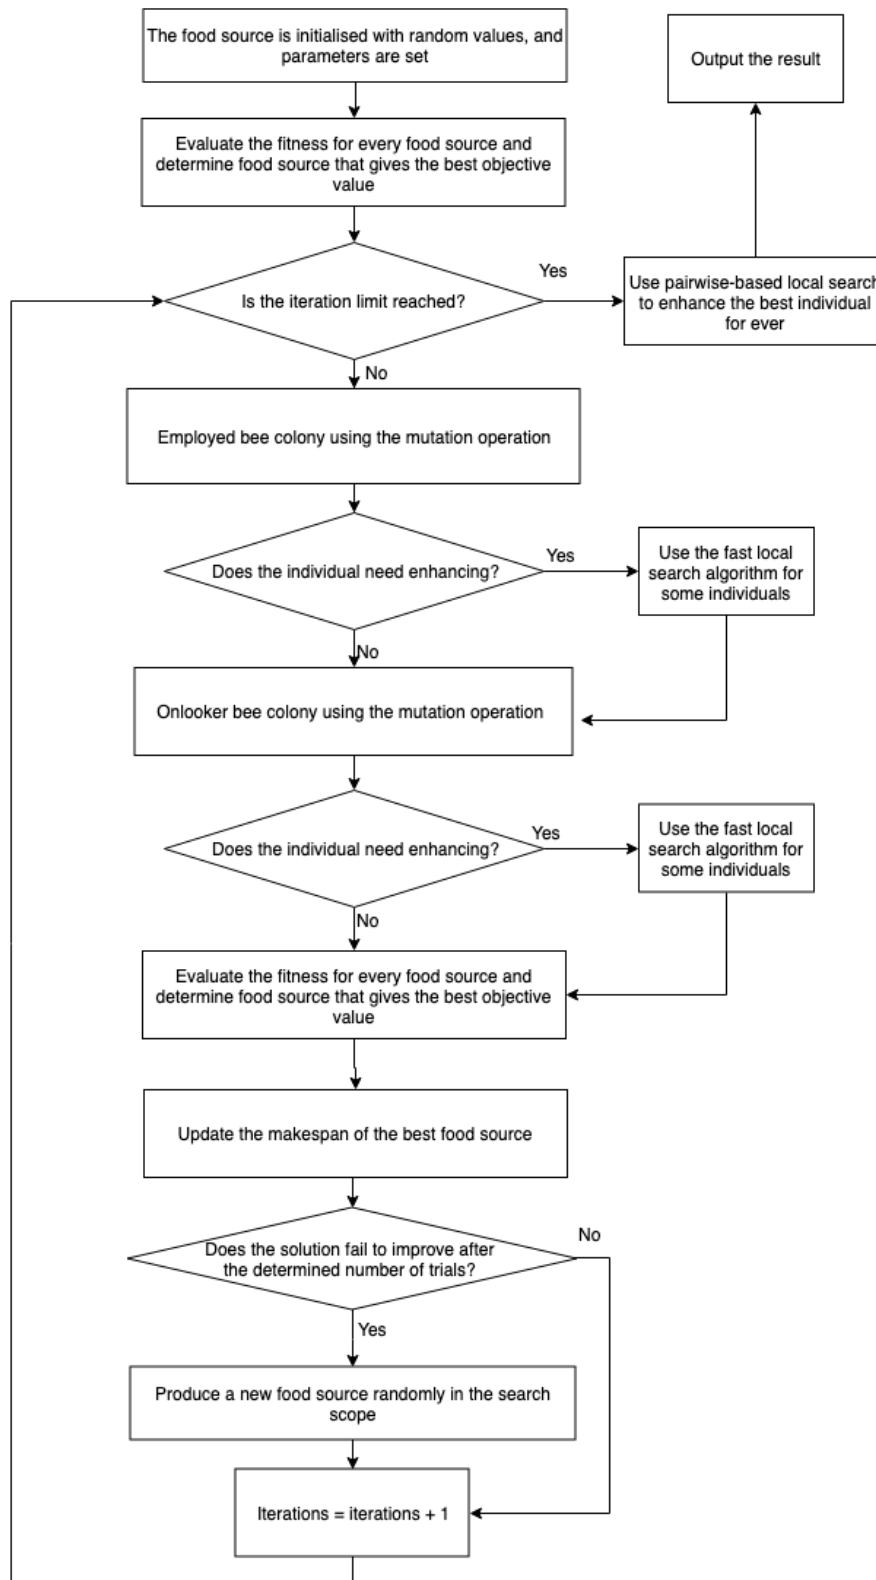 The food source is initialised with random values, and
parameters are set
Output the result
Evaluate the fitness for every food source and
determine food source that gives the best objective
value
Is the iteration limit reached?
Yes
Use pairwise-based local search
to enhance the best individual
for ever
No
Employed bee colony using the mutation operation
Does the individual need enhancing?
Yes
Use the fast local
search algorithm for
some individuals
No
Onlooker bee colony using the mutation operation
Does the individual need enhancing?
Yes
Use the fast local
search algorithm for
some individuals
No
Evaluate the fitness for every food source and
determine food source that gives the best objective
value
Update the makespan of the best food source
Does the solution fail to improve after
the determined number of trials?
No
Yes
Produce a new food source randomly in the search
scope
Iterations = iterations + 1